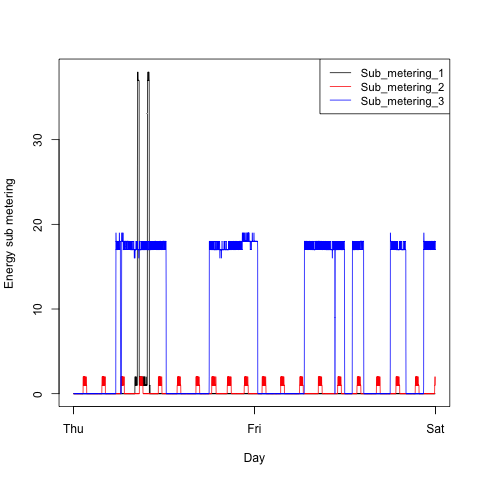 Sub_metering_1
Sub_metering_2
Sub_metering_3
30
20
10
0
Energy sub metering
Thu Fri Sat
Day